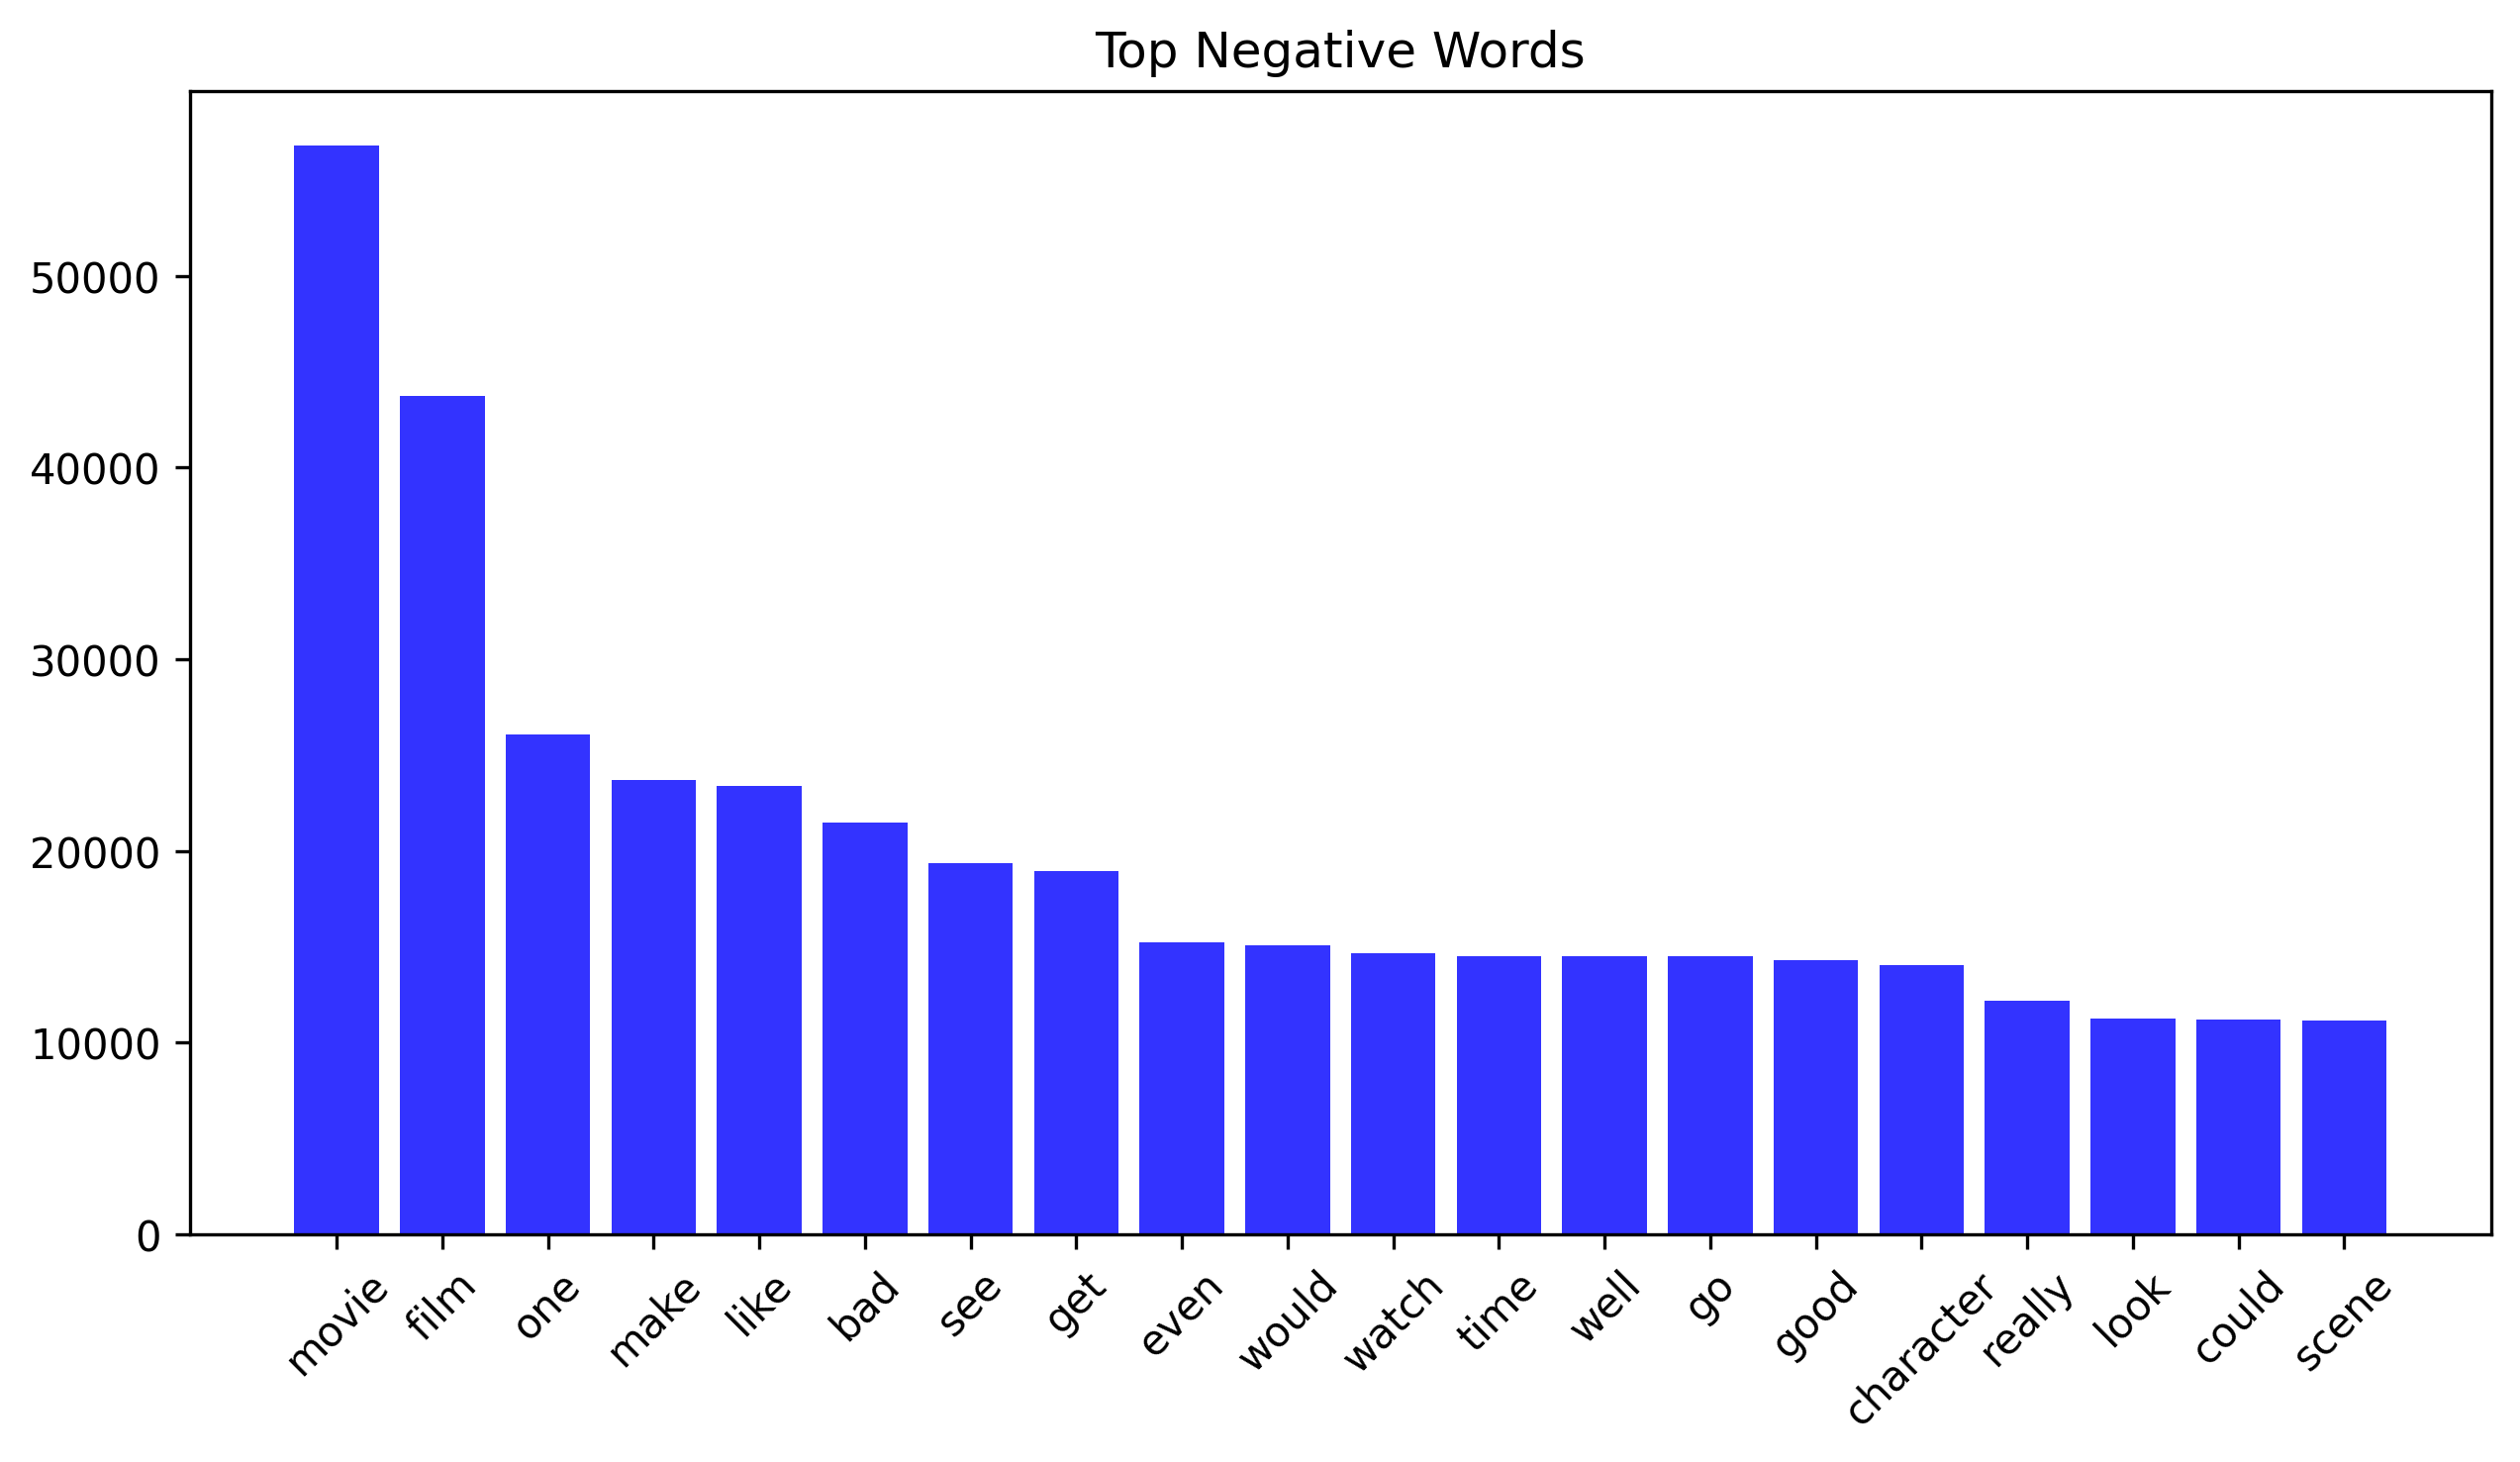 Top Negative Words
50000
40000
30000
20000
10000
0
movie
film
one
make
like
bad
see
get
even
would
watch
time
well
go
good
character
really
look
could
scene